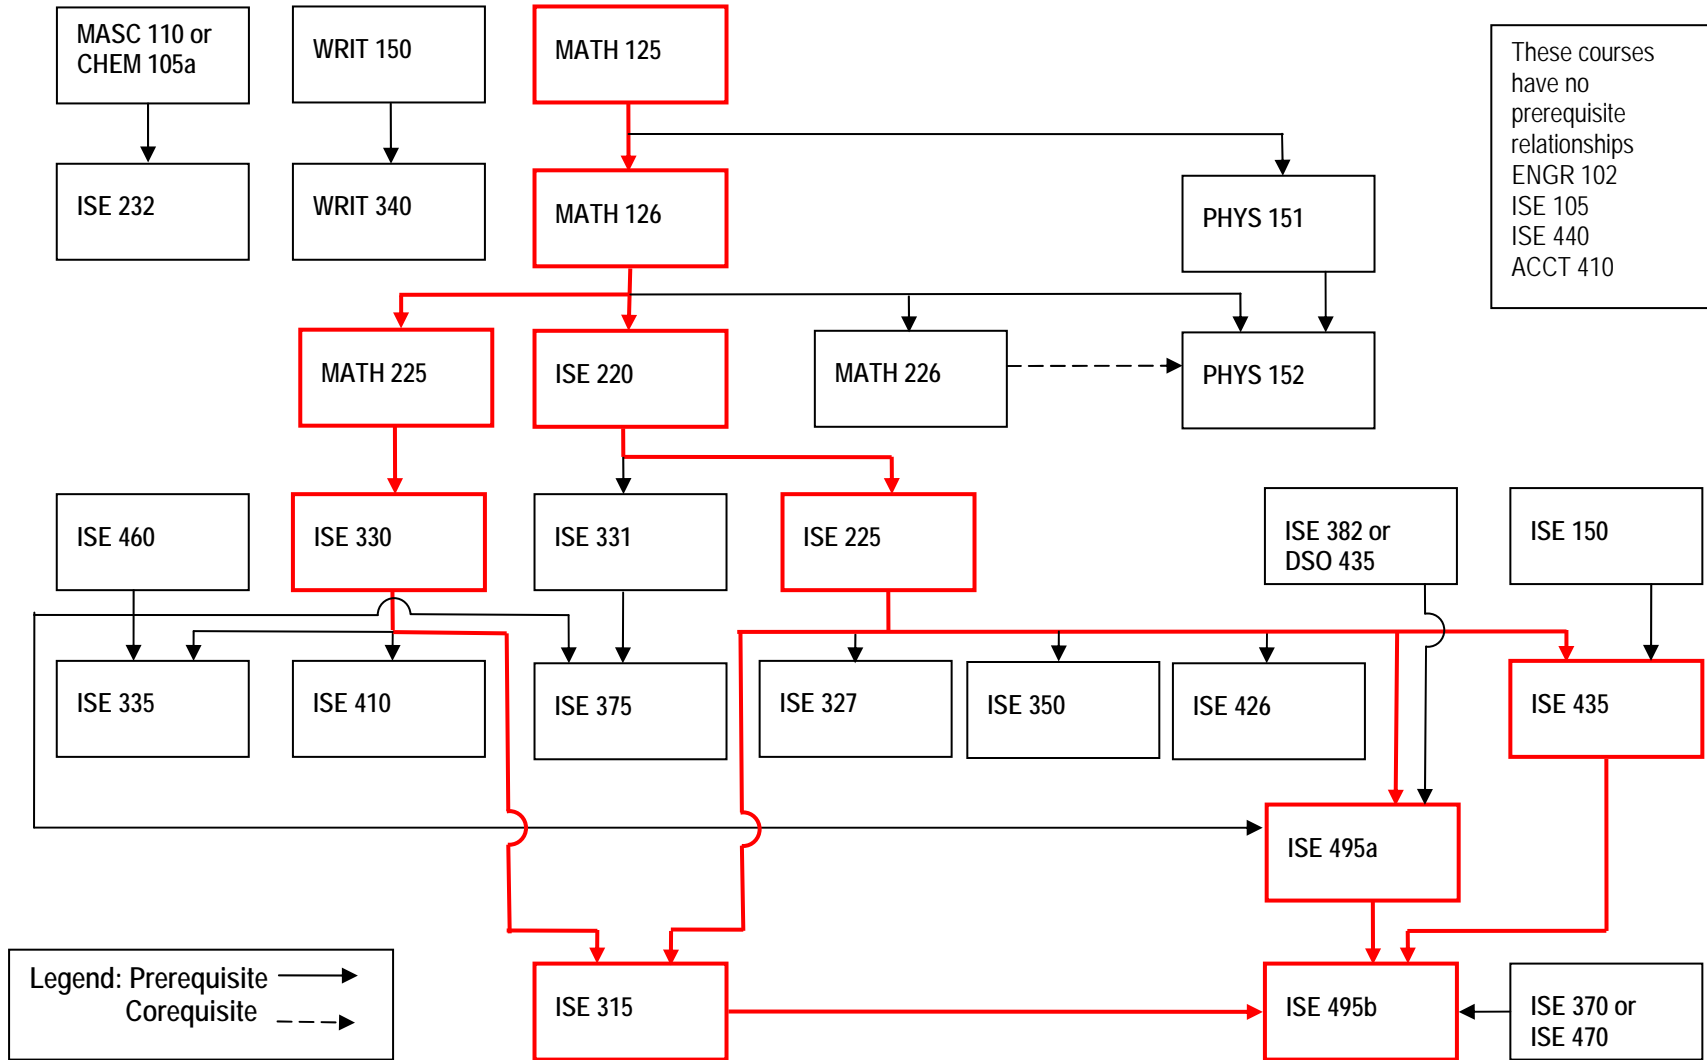 MASC 110 or
CHEM 105a
WRIT 150
MATH 125
These courses
have no
prerequisite
relationships
ENGR 102
ISE 105
ISE 440
ACCT 410
ISE 232
WRIT 340
MATH 126
PHYS 151
MATH 225
ISE 220
MATH 226
PHYS 152
ISE 460
ISE 330
ISE 331
ISE 225
ISE 382 or
DSO 435
ISE 150
ISE 335
ISE 410
ISE 375
ISE 327
ISE 350
ISE 426
ISE 435
ISE 495a
Legend: Prerequisite
Corequisite
ISE 315
ISE 495b
ISE 370 or
ISE 470